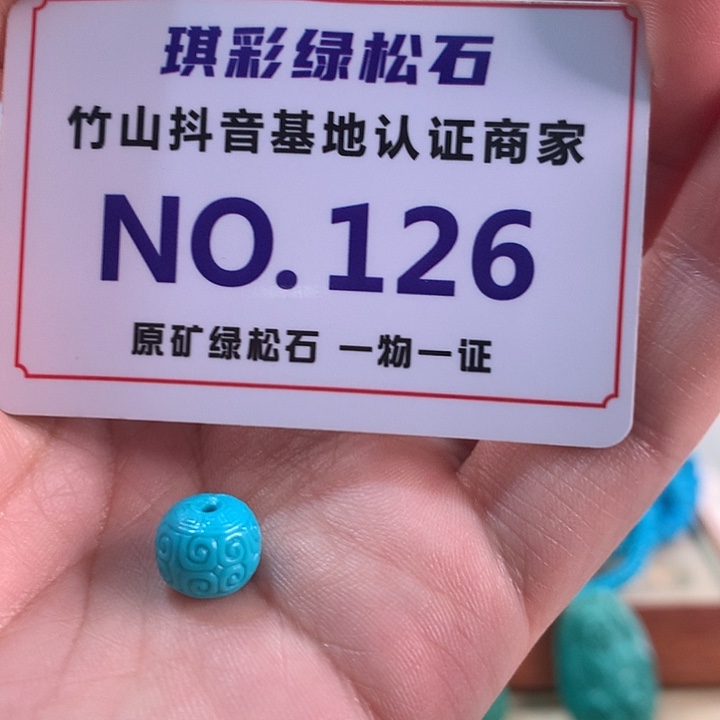 琪彩绿松石
竹山抖音基地认证商家
NO.126
原矿绿松石 一物一证